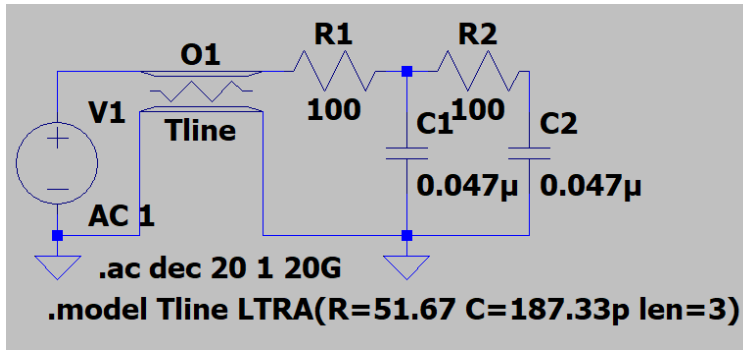 O1
R1
R2
V1
Tline
100
C1
100
C2
0.047µ
0.047µ
AC 1
.ac dec 20 1 20G
.model Tline LTRA(R=51.67 C=187.33p len=3)